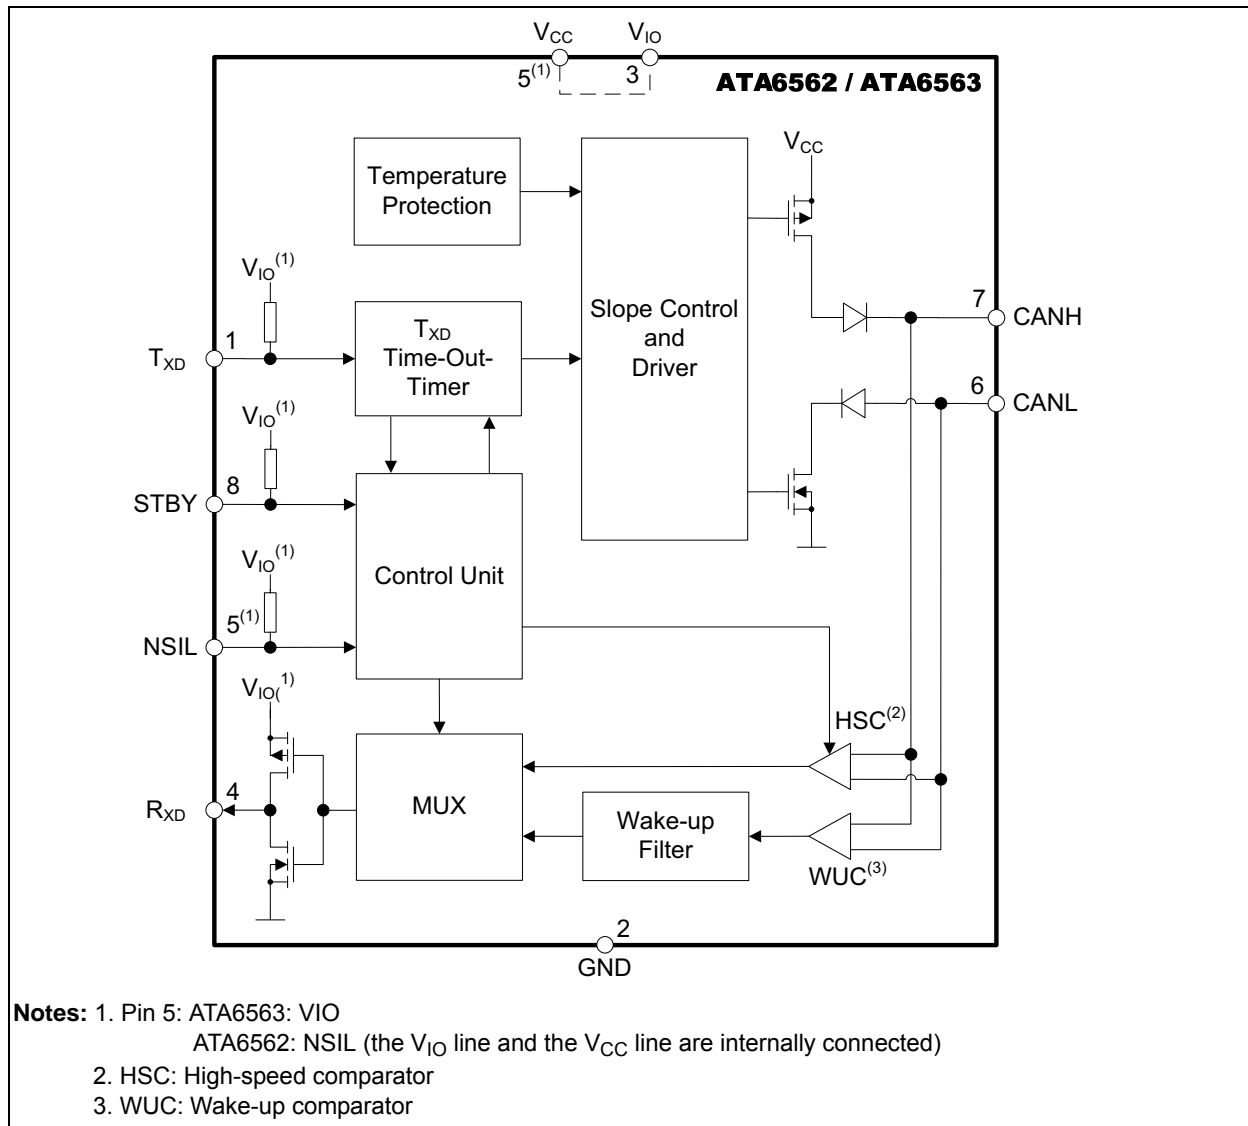 VCC VIO
5(1) 3
ATA6562 / ATA6563
VCC
Temperature
Protection
VIO(1)
7
CANH
TXD
Time-Out-
Timer
Slope Control
and
Driver
1
TXD
6
CANL
VIO(1)
8
STBY
VIO(1)
Control Unit
5(1)
NSIL
VIO(1)
HSC(2)
4
RXD
MUX
Wake-up
Filter
WUC(3)
2
GND
Notes: 1. Pin 5: ATA6563: VIO
ATA6562: NSIL (the VIO line and the VCC line are internally connected)
2. HSC: High-speed comparator
3. WUC: Wake-up comparator